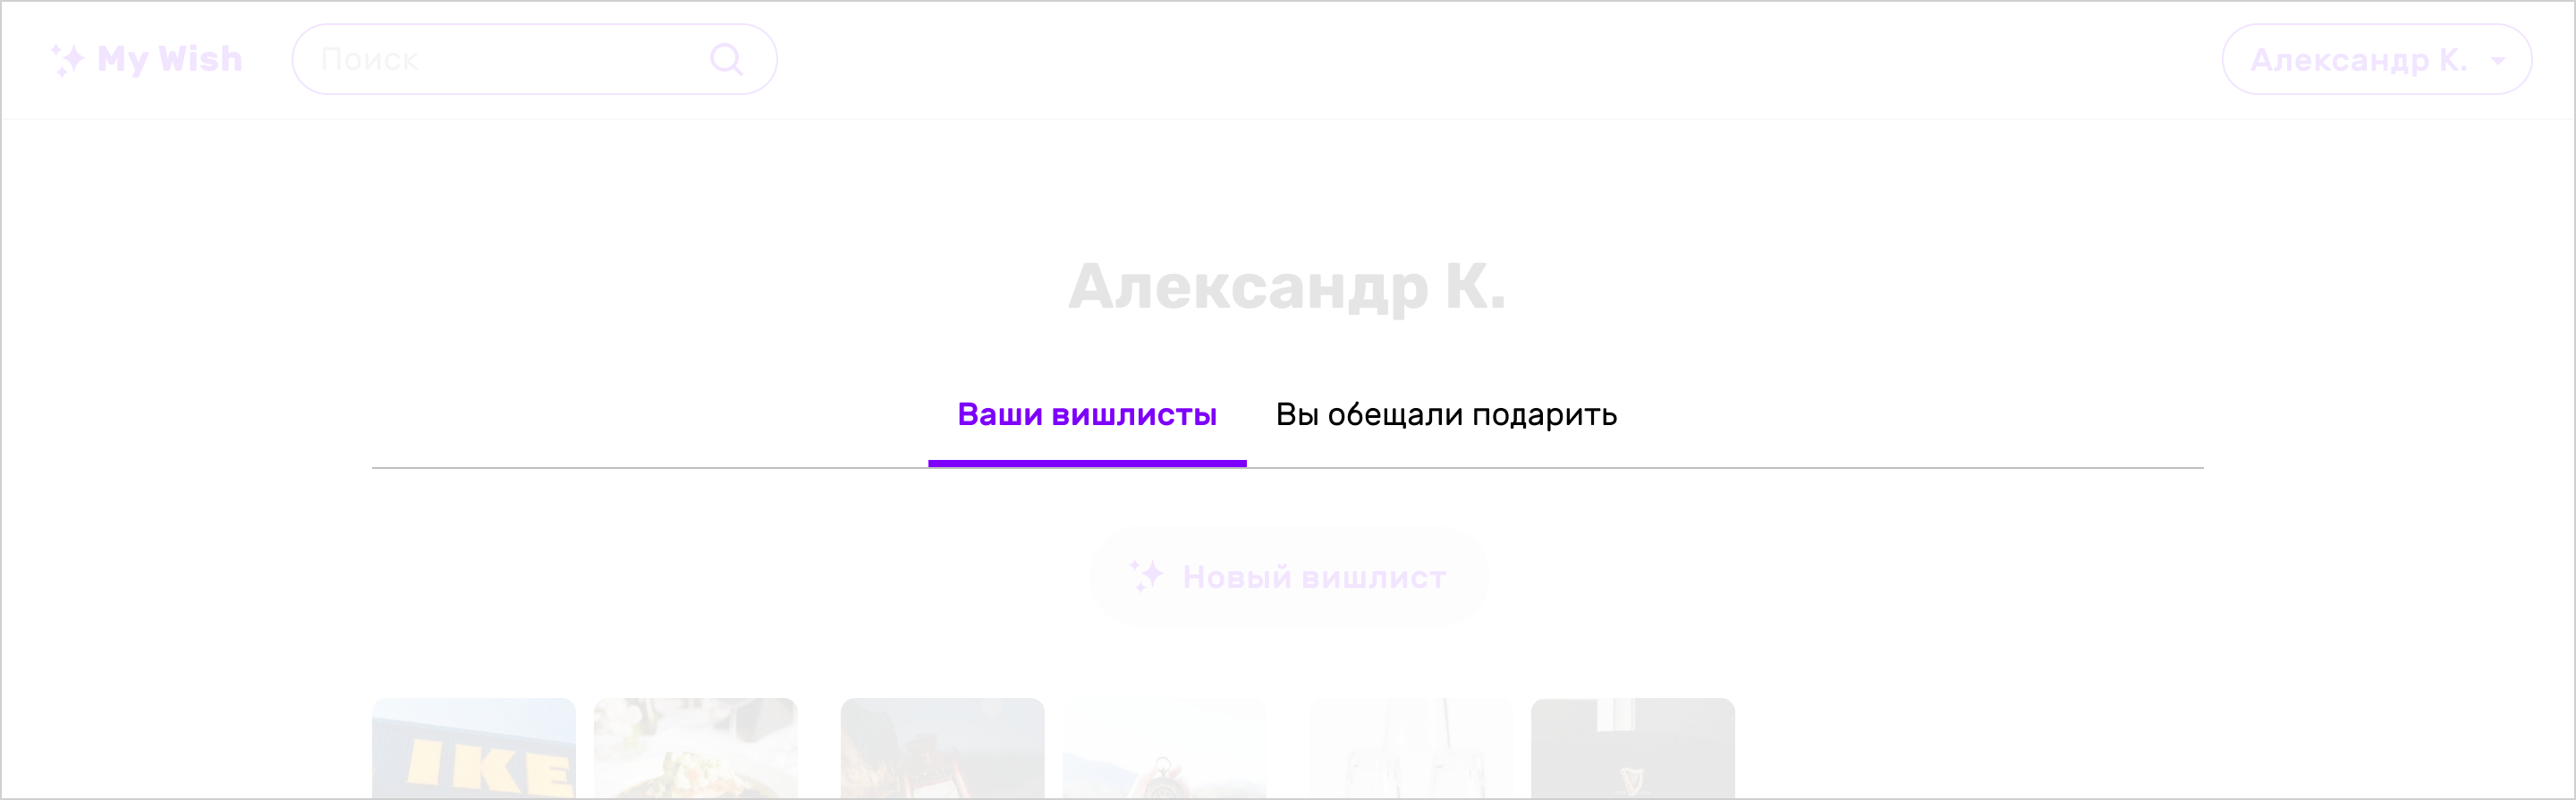 My Wish
Поиск
Александр К.
Александр К.
Ваши вишлисты
Вы обещали подарить
Новый вишлист
IKE